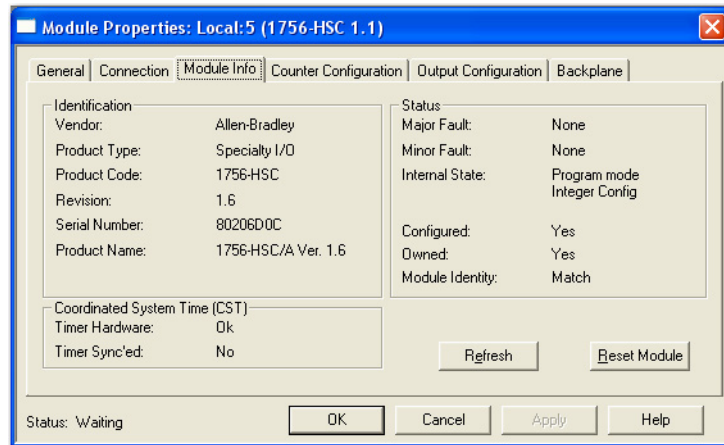 Module Properties: Local:5 (1756-HSC 1.1)
General Connection Module Info Counter Configuration Output Configuration Backplane
Identification
Vendor: Allen-Bradley
Product Type: Specialty I/O
Product Code: 1756-HSC
Revision: 1.6
Serial Number: 80206D0C
Product Name: 1756-HSC/A Ver. 1.6
Status
Major Fault: None
Minor Fault: None
Internal State: Program mode
Integer Config
Configured: Yes
Owned: Yes
Module Identity: Match
Coordinated System Time (CST)
Timer Hardware: Ok
Timer Sync'ed: No
Refresh Reset Module
Status: Waiting OK Cancel Apply Help